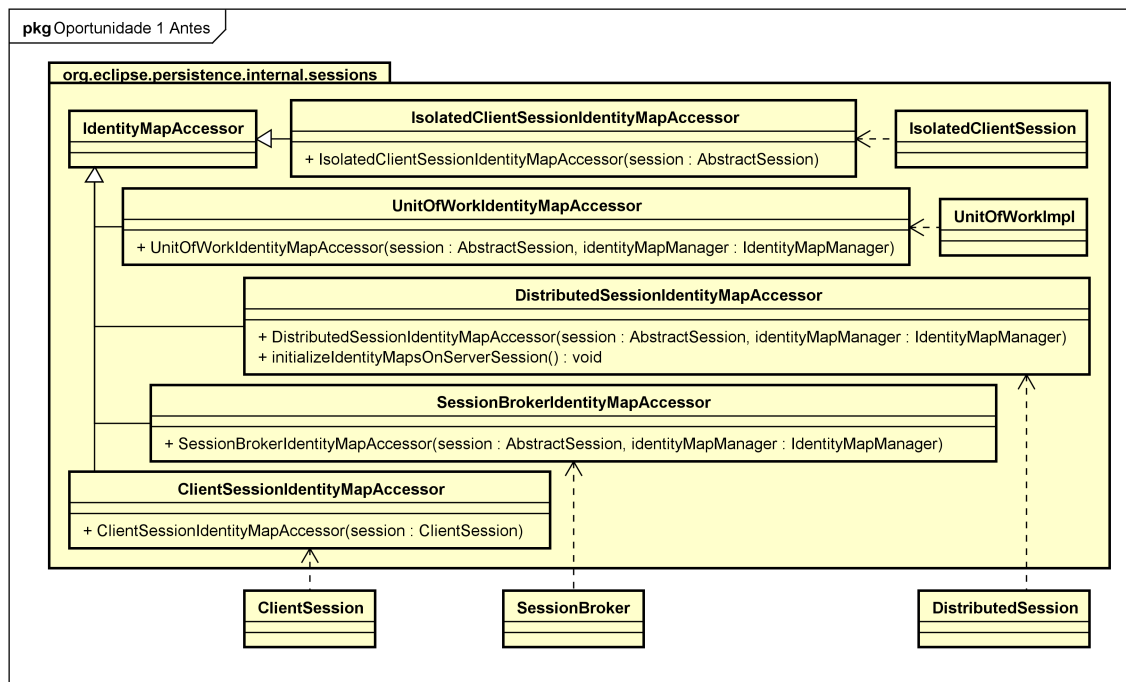 pkg Oportunidade 1 Antes
org.eclipse.persistence.internal.sessions
IdentityMapAccessor
IsolatedClientSessionIdentityMapAccessor
+ IsolatedClientSessionIdentityMapAccessor(session : AbstractSession)
IsolatedClientSession
UnitOfWorkIdentityMapAccessor
+ UnitOfWorkIdentityMapAccessor(session : AbstractSession, identityMapManager : IdentityMapManager)
UnitOfWorkImpl
DistributedSessionIdentityMapAccessor
+ DistributedSessionIdentityMapAccessor(session : AbstractSession, identityMapManager : IdentityMapManager)
+ initializeIdentityMapsOnServerSession() : void
SessionBrokerIdentityMapAccessor
+ SessionBrokerIdentityMapAccessor(session : AbstractSession, identityMapManager : IdentityMapManager)
ClientSessionIdentityMapAccessor
+ ClientSessionIdentityMapAccessor(session : ClientSession)
ClientSession
SessionBroker
DistributedSession